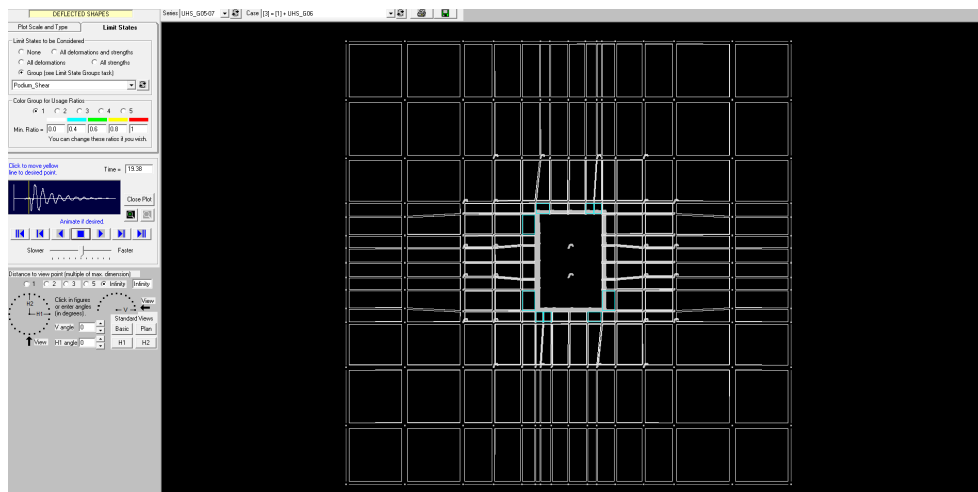 DEFLECTED SHAPES
Series UHS_G05-07 Case [3] = [1] + UHS_G06
Plot Scale and Type Limit States
Limit States to be Considered
None All deformations and strengths
All deformations All strengths
Group (see Limit State Groups task)
Podium_Shear
Color Group for Usage Ratios
1 2 3 4 5
Min. Ratio = 0.0 0.4 0.6 0.8 1
You can change these ratios if you wish.
Click to move yellow
line to desired point.
Time = 19.38
Close Plot
Animate if desired.
Slower Faster
Distance to view point (multiple of max. dimension)
1 2 3 5 Infinity Infinity
Click in figures
or enter angles
(in degrees).
H2
H1
V
View
Standard Views
V angle 0 Basic Plan
View H1 angle 0 H1 H2